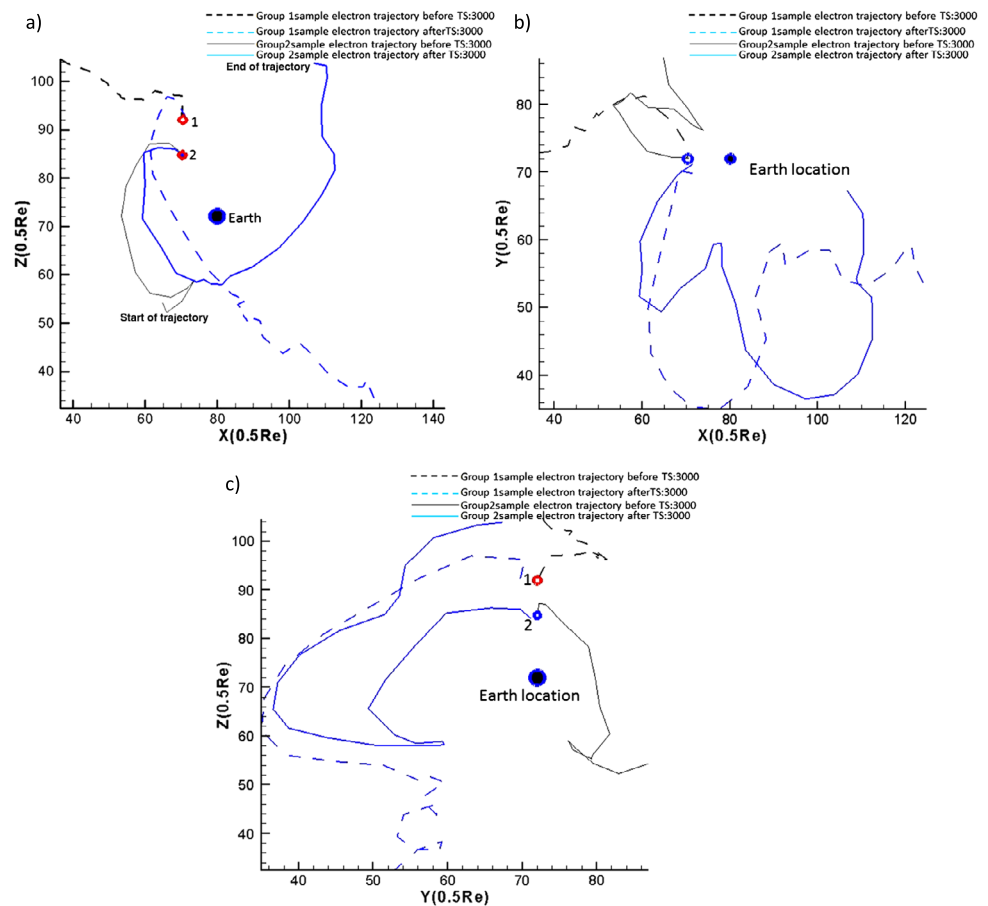 a)
Group 1sample electron trajectory before TS:3000
Group 1sample electron trajectory afterTS:3000
Group2sample electron trajectory before TS:3000
Group 2sample electron trajectory after TS:3000
End of trajectory
1
2
Earth
Start of trajectory
100
90
80
70
60
50
40
Z(0.5Re)
40 60 80 100 120 140
X(0.5Re)
b)
Group 1sample electron trajectory before TS:3000
Group 1sample electron trajectory afterTS:3000
Group2sample electron trajectory before TS:3000
Group 2sample electron trajectory after TS:3000
Earth location
80
70
60
50
40
Y(0.5Re)
40 60 80 100 120
X(0.5Re)
c)
Group 1sample electron trajectory before TS:3000
Group 1sample electron trajectory afterTS:3000
Group2sample electron trajectory before TS:3000
Group 2sample electron trajectory after TS:3000
1
2
Earth location
100
90
80
70
60
50
40
Z(0.5Re)
40 50 60 70 80
Y(0.5Re)